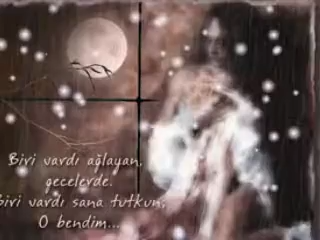 Biri vardı ağlayan,
gecelerde.
Biri vardı sana tutkun,
O bendim...